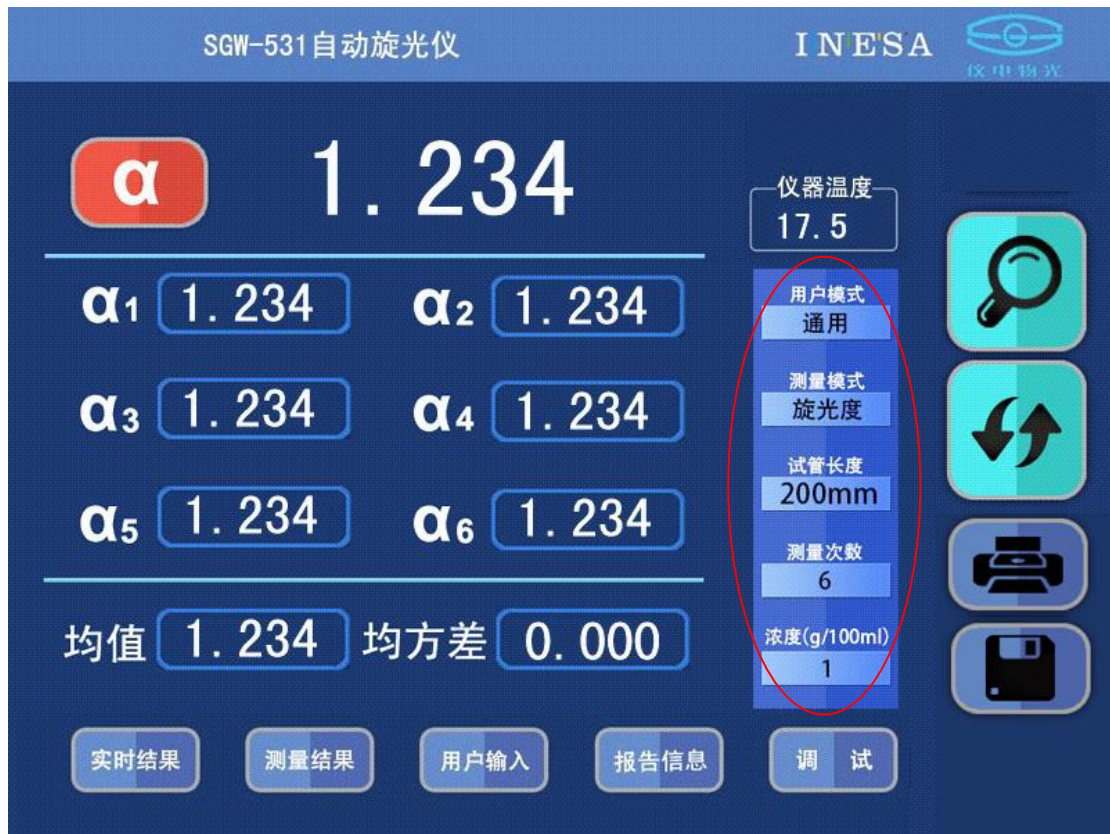 SGW-531自动旋光仪
INESA
仪电物光
α 1.234
仪器温度
17.5
α1 1.234 α2 1.234
α3 1.234 α4 1.234
α5 1.234 α6 1.234
均值 1.234 均方差 0.000
用户模式
通用
测量模式
旋光度
试管长度
200mm
测量次数
6
浓度(g/100ml)
1
实时结果 测量结果 用户输入 报告信息 调 试